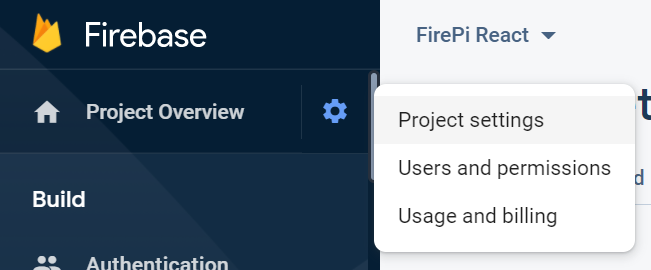 Firebase
FirePi React
Project Overview
Project settings
Users and permissions
Usage and billing
Build
Authentication